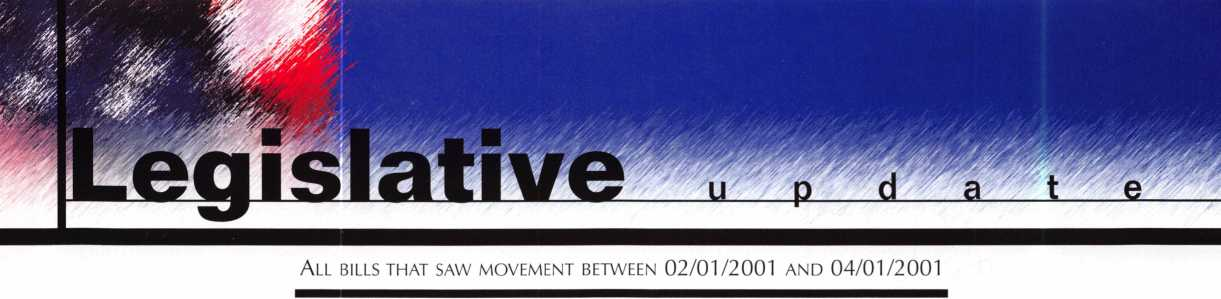 Legislative update
ALL BILLS THAT SAW MOVEMENT BETWEEN 02/01/2001 AND 04/01/2001